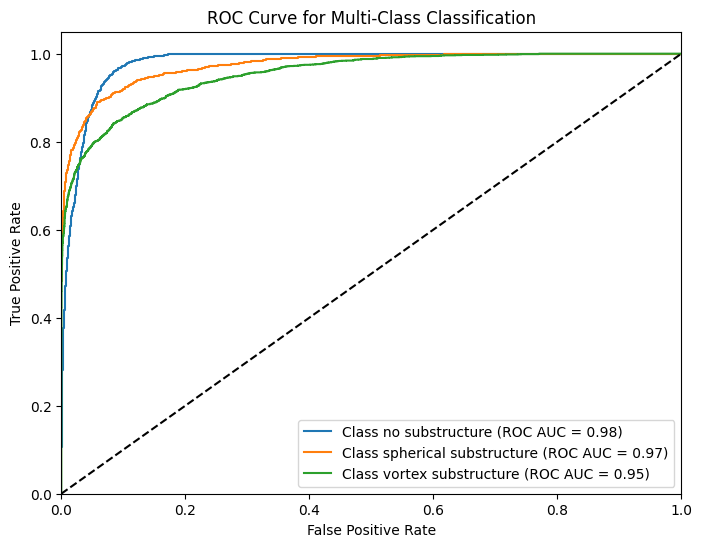 ROC Curve for Multi-Class Classification
1.0
0.8
0.6
0.4
0.2
0.0
True Positive Rate
Class no substructure (ROC AUC = 0.98)
Class spherical substructure (ROC AUC = 0.97)
Class vortex substructure (ROC AUC = 0.95)
0.0 0.2 0.4 0.6 0.8 1.0
False Positive Rate